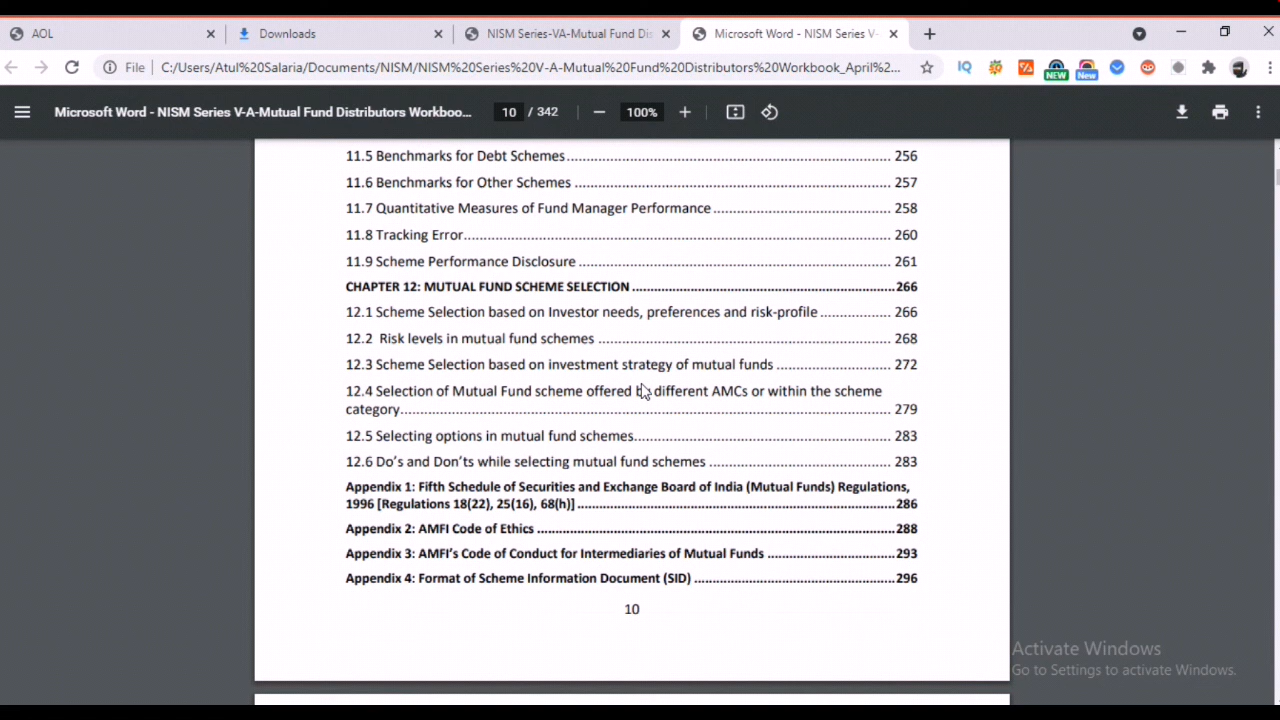 AOL
Downloads
NISM Series-VA-Mutual Fund Dis
Microsoft Word - NISM Series V-
File
C:/Users/Atul%20Salaria/Documents/NISM/NISM%20Series%20V-A-Mutual%20Fund%20Distributors%20Workbook_April%2...
NEW
New
Microsoft Word - NISM Series V-A-Mutual Fund Distributors Workboo...
10 / 342
100%
11.5 Benchmarks for Debt Schemes 256
11.6 Benchmarks for Other Schemes 257
11.7 Quantitative Measures of Fund Manager Performance 258
11.8 Tracking Error 260
11.9 Scheme Performance Disclosure 261
CHAPTER 12: MUTUAL FUND SCHEME SELECTION 266
12.1 Scheme Selection based on Investor needs, preferences and risk-profile 266
12.2 Risk levels in mutual fund schemes 268
12.3 Scheme Selection based on investment strategy of mutual funds 272
12.4 Selection of Mutual Fund scheme offered by different AMCs or within the scheme
category 279
12.5 Selecting options in mutual fund schemes 283
12.6 Do's and Don'ts while selecting mutual fund schemes 283
Appendix 1: Fifth Schedule of Securities and Exchange Board of India (Mutual Funds) Regulations,
1996 [Regulations 18(22), 25(16), 68(h)] 286
Appendix 2: AMFI Code of Ethics 288
Appendix 3: AMFI's Code of Conduct for Intermediaries of Mutual Funds 293
Appendix 4: Format of Scheme Information Document (SID) 296
10
Activate Windows
Go to Settings to activate Windows.